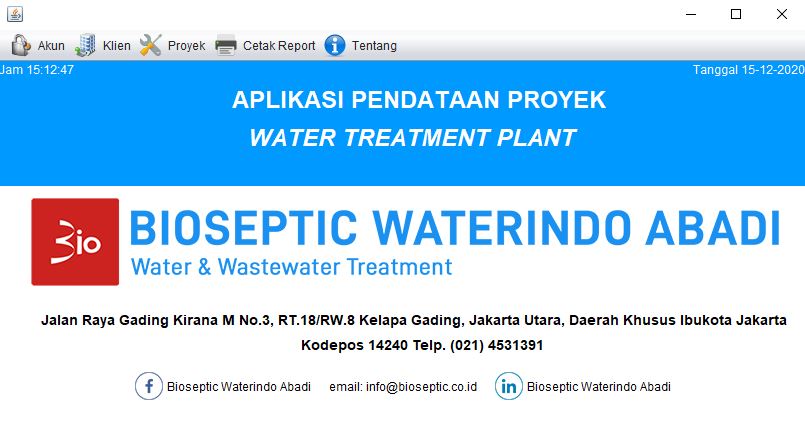 Akun Klien Proyek Cetak Report Tentang
Jam 15:12:47 Tanggal 15-12-2020
APLIKASI PENDATAAN PROYEK
WATER TREATMENT PLANT
Bio BIOSEPTIC WATERINDO ABADI
Water & Wastewater Treatment
Jalan Raya Gading Kirana M No.3, RT.18/RW.8 Kelapa Gading, Jakarta Utara, Daerah Khusus Ibukota Jakarta
Kodepos 14240 Telp. (021) 4531391
f Bioseptic Waterindo Abadi email: info@bioseptic.co.id in Bioseptic Waterindo Abadi